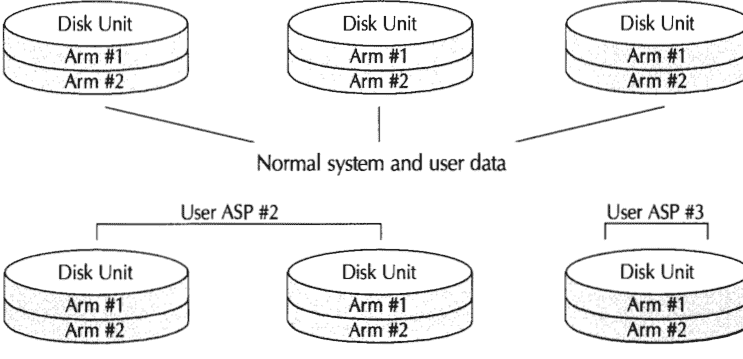 Disk Unit Disk Unit Disk Unit
Arm #1 Arm #1 Arm #1
Arm #2 Arm #2 Arm #2
Normal system and user data
User ASP #2 User ASP #3
Disk Unit Disk Unit Disk Unit
Arm #1 Arm #1 Arm #1
Arm #2 Arm #2 Arm #2